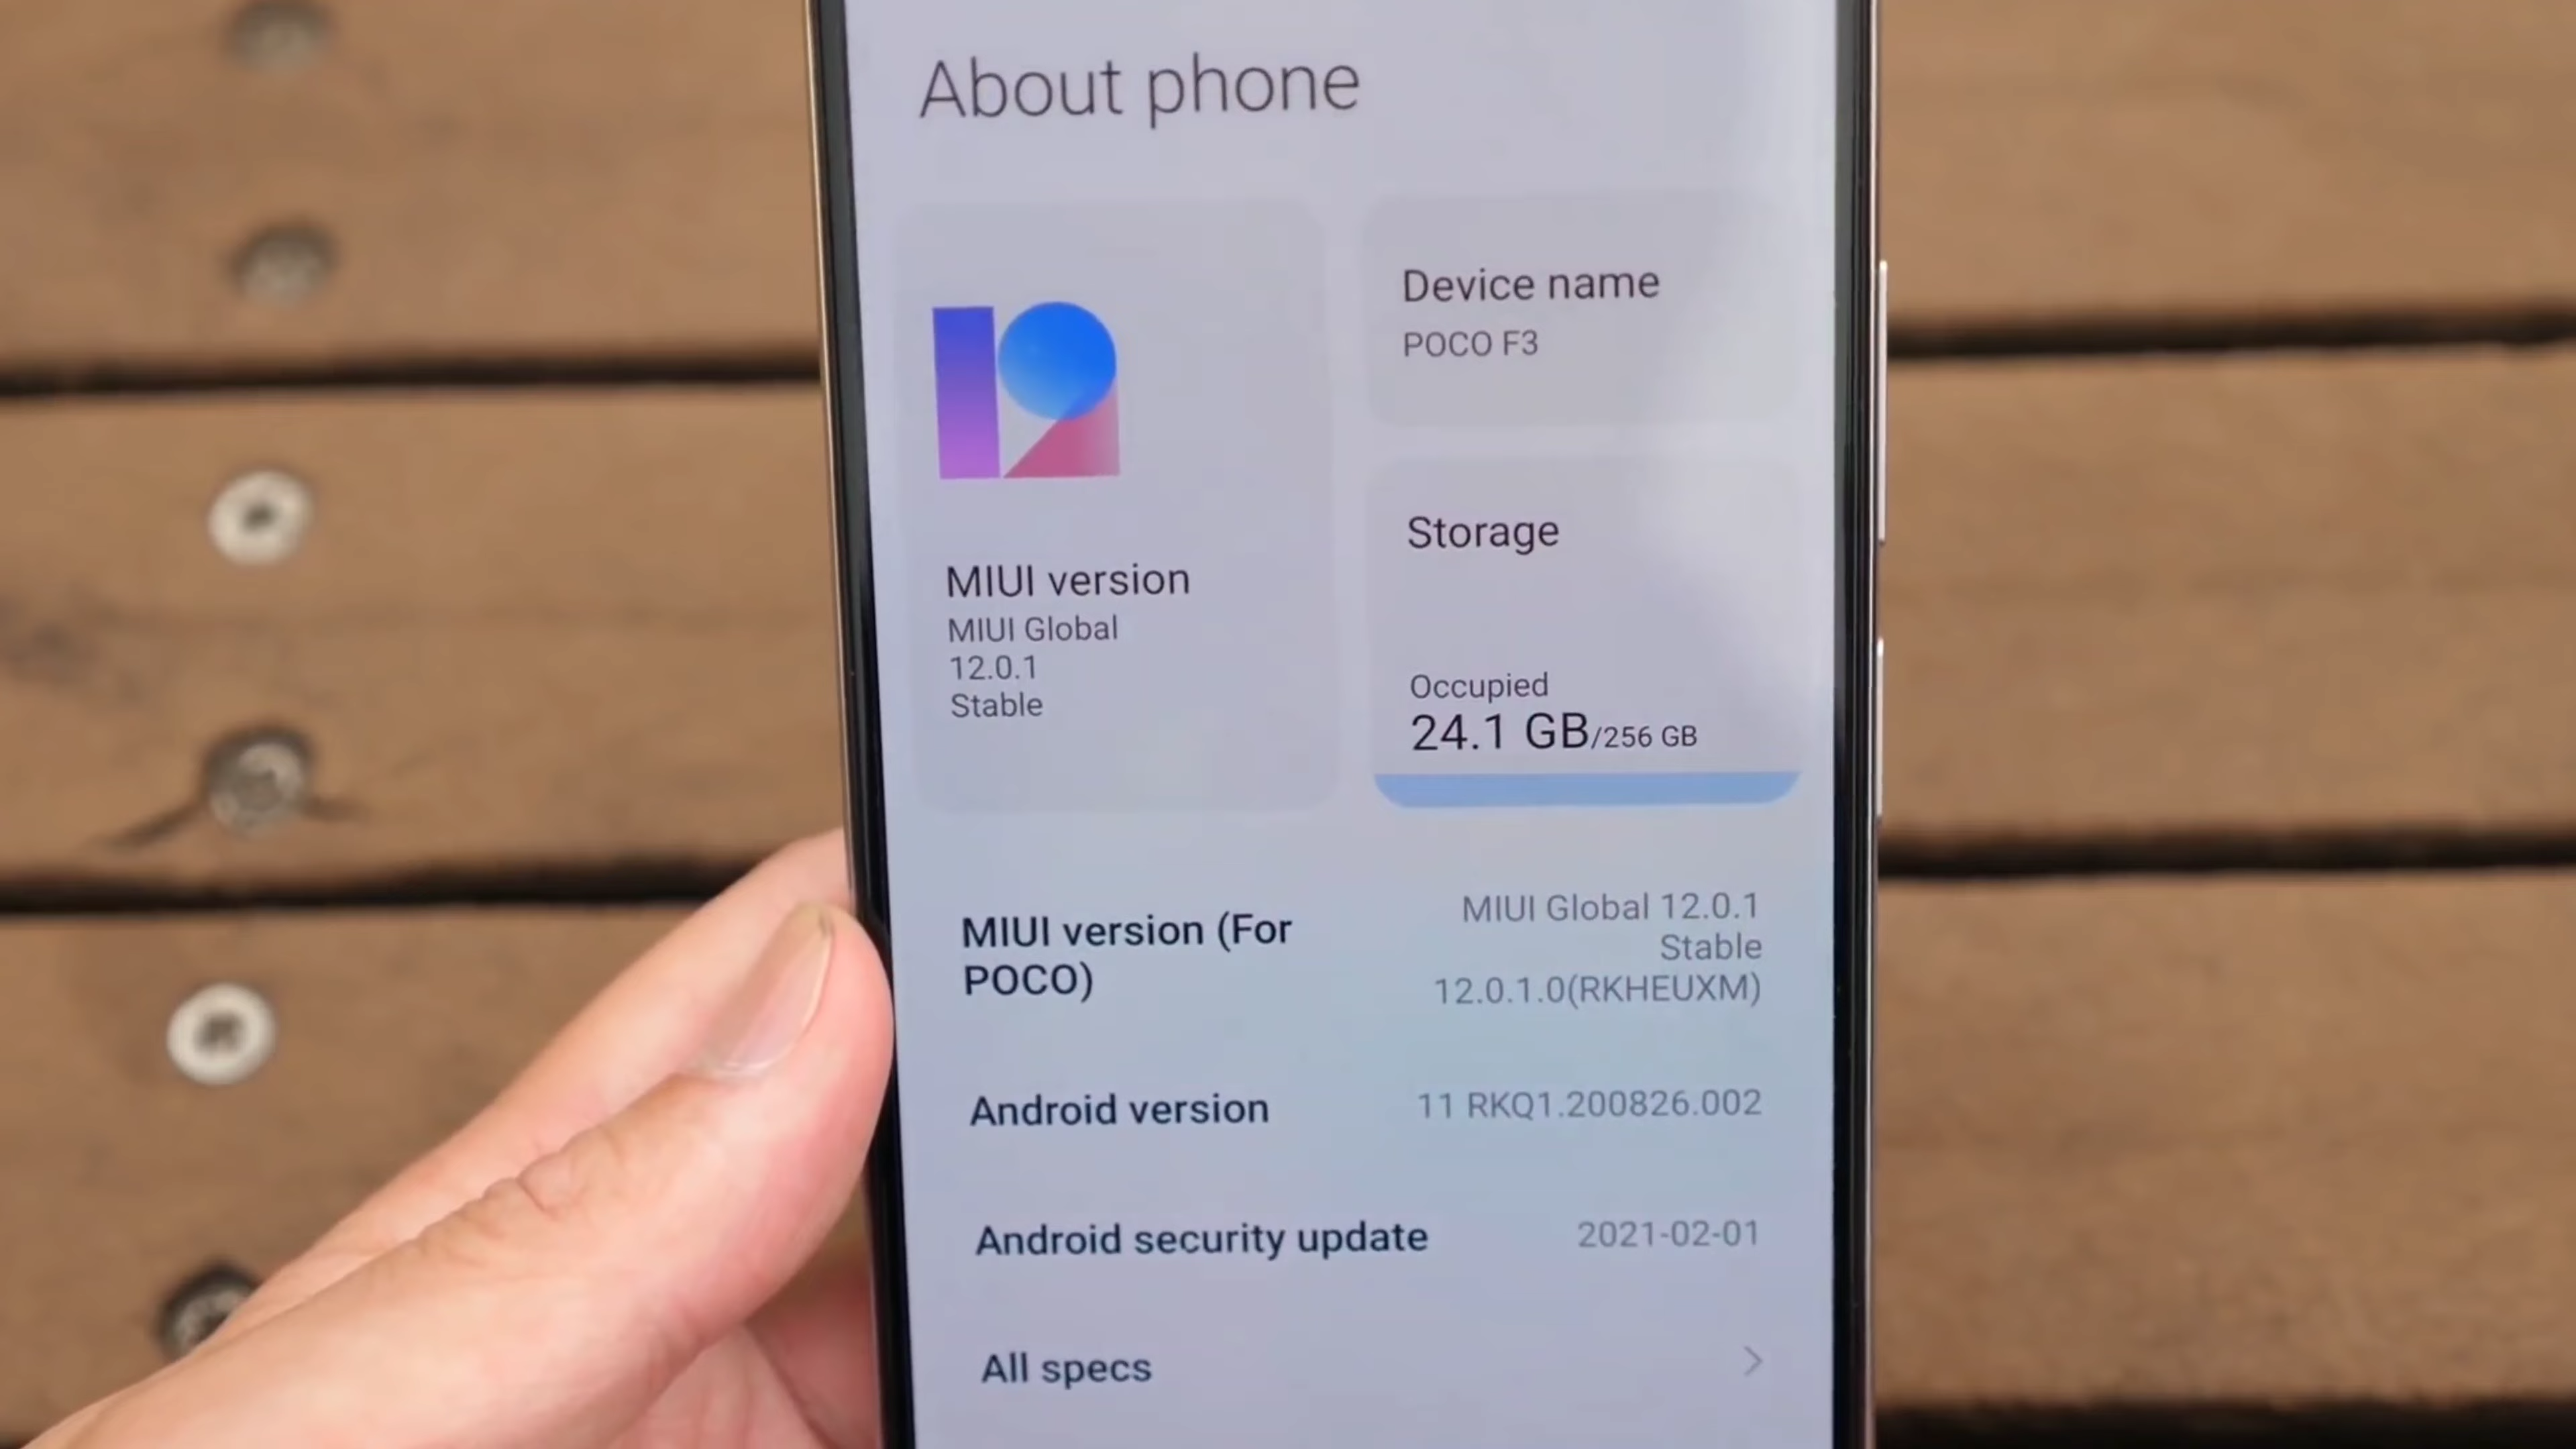 About phone
12
MIUI version
MIUI Global
12.0.1
Stable
Device name
POCO F3
Storage
Occupied
24.1 GB/256 GB
MIUI version (For
POCO)
MIUI Global 12.0.1
Stable
12.0.1.0(RKHEUXM)
Android version
11 RKQ1.200826.002
Android security update
2021-02-01
All specs